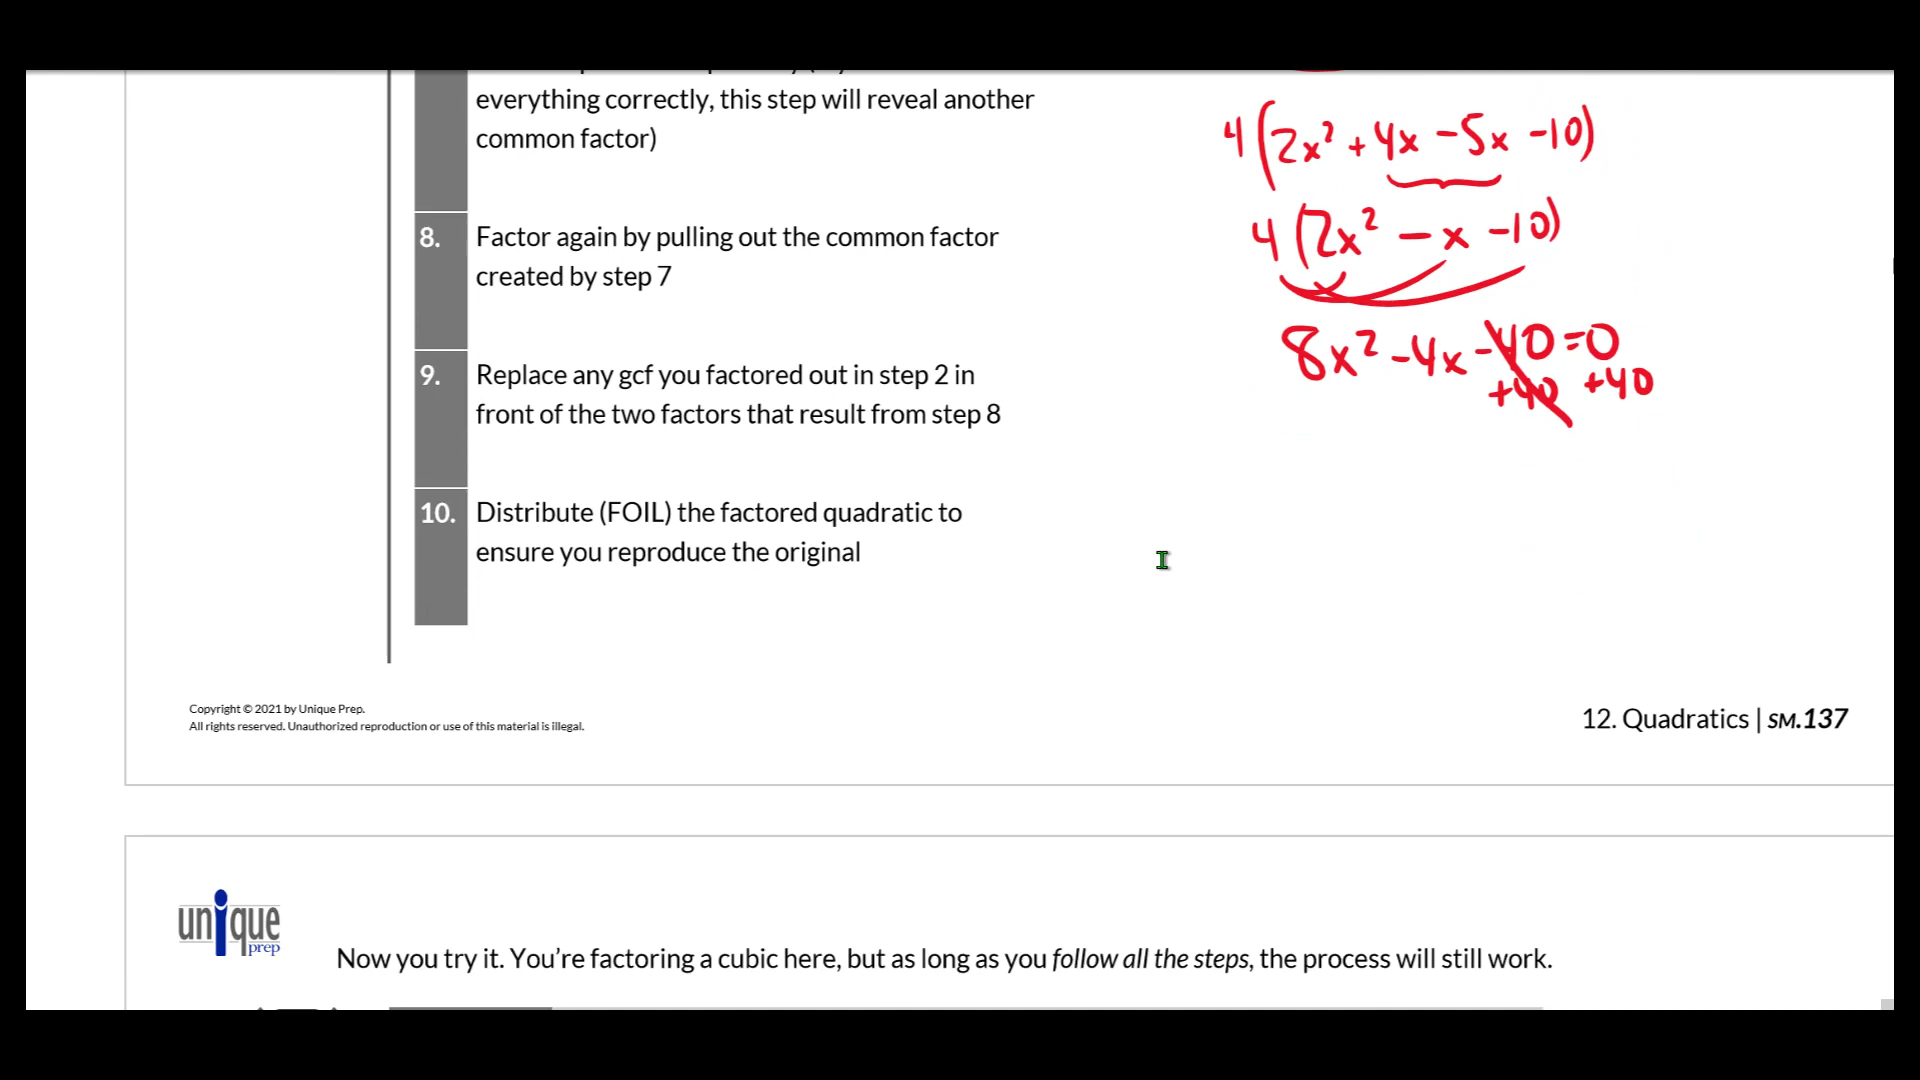 everything correctly, this step will reveal another
common factor)
8. Factor again by pulling out the common factor
created by step 7
9. Replace any gcf you factored out in step 2 in
front of the two factors that result from step 8
10. Distribute (FOIL) the factored quadratic to
ensure you reproduce the original
4(2x² + 4x - 5x - 10)
4(2x² - x - 10)
8x² - 4x - 40 = 0
+40 +40
Copyright © 2021 by Unique Prep.
All rights reserved. Unauthorized reproduction or use of this material is illegal.
12. Quadratics | SM.137
unique
prep
Now you try it. You’re factoring a cubic here, but as long as you follow all the steps, the process will still work.